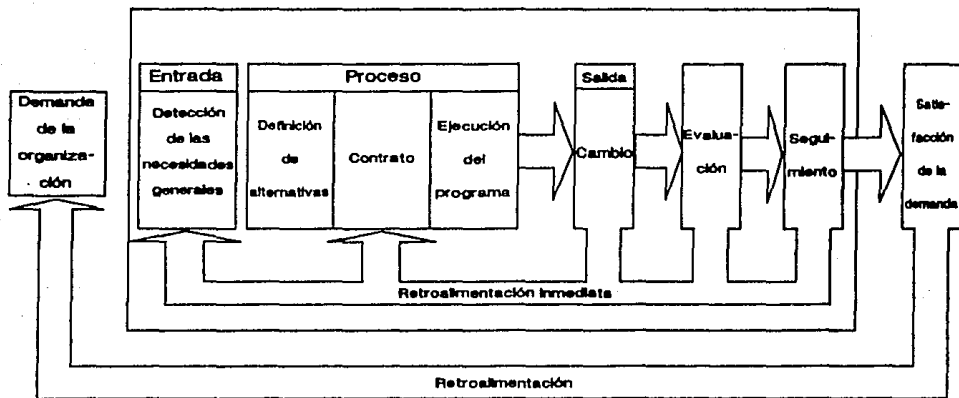 Demanda
de la
organiza-
ción
Entrada
Detección
de las
necesidades
generales
Proceso
Definición
de
alternativas
Contrato
Ejecución
del
programa
Salida
Cambio
Evalua-
ción
Segui-
miento
Satis-
facción
de la
demanda
Retroalimentación inmediata
Retroalimentación